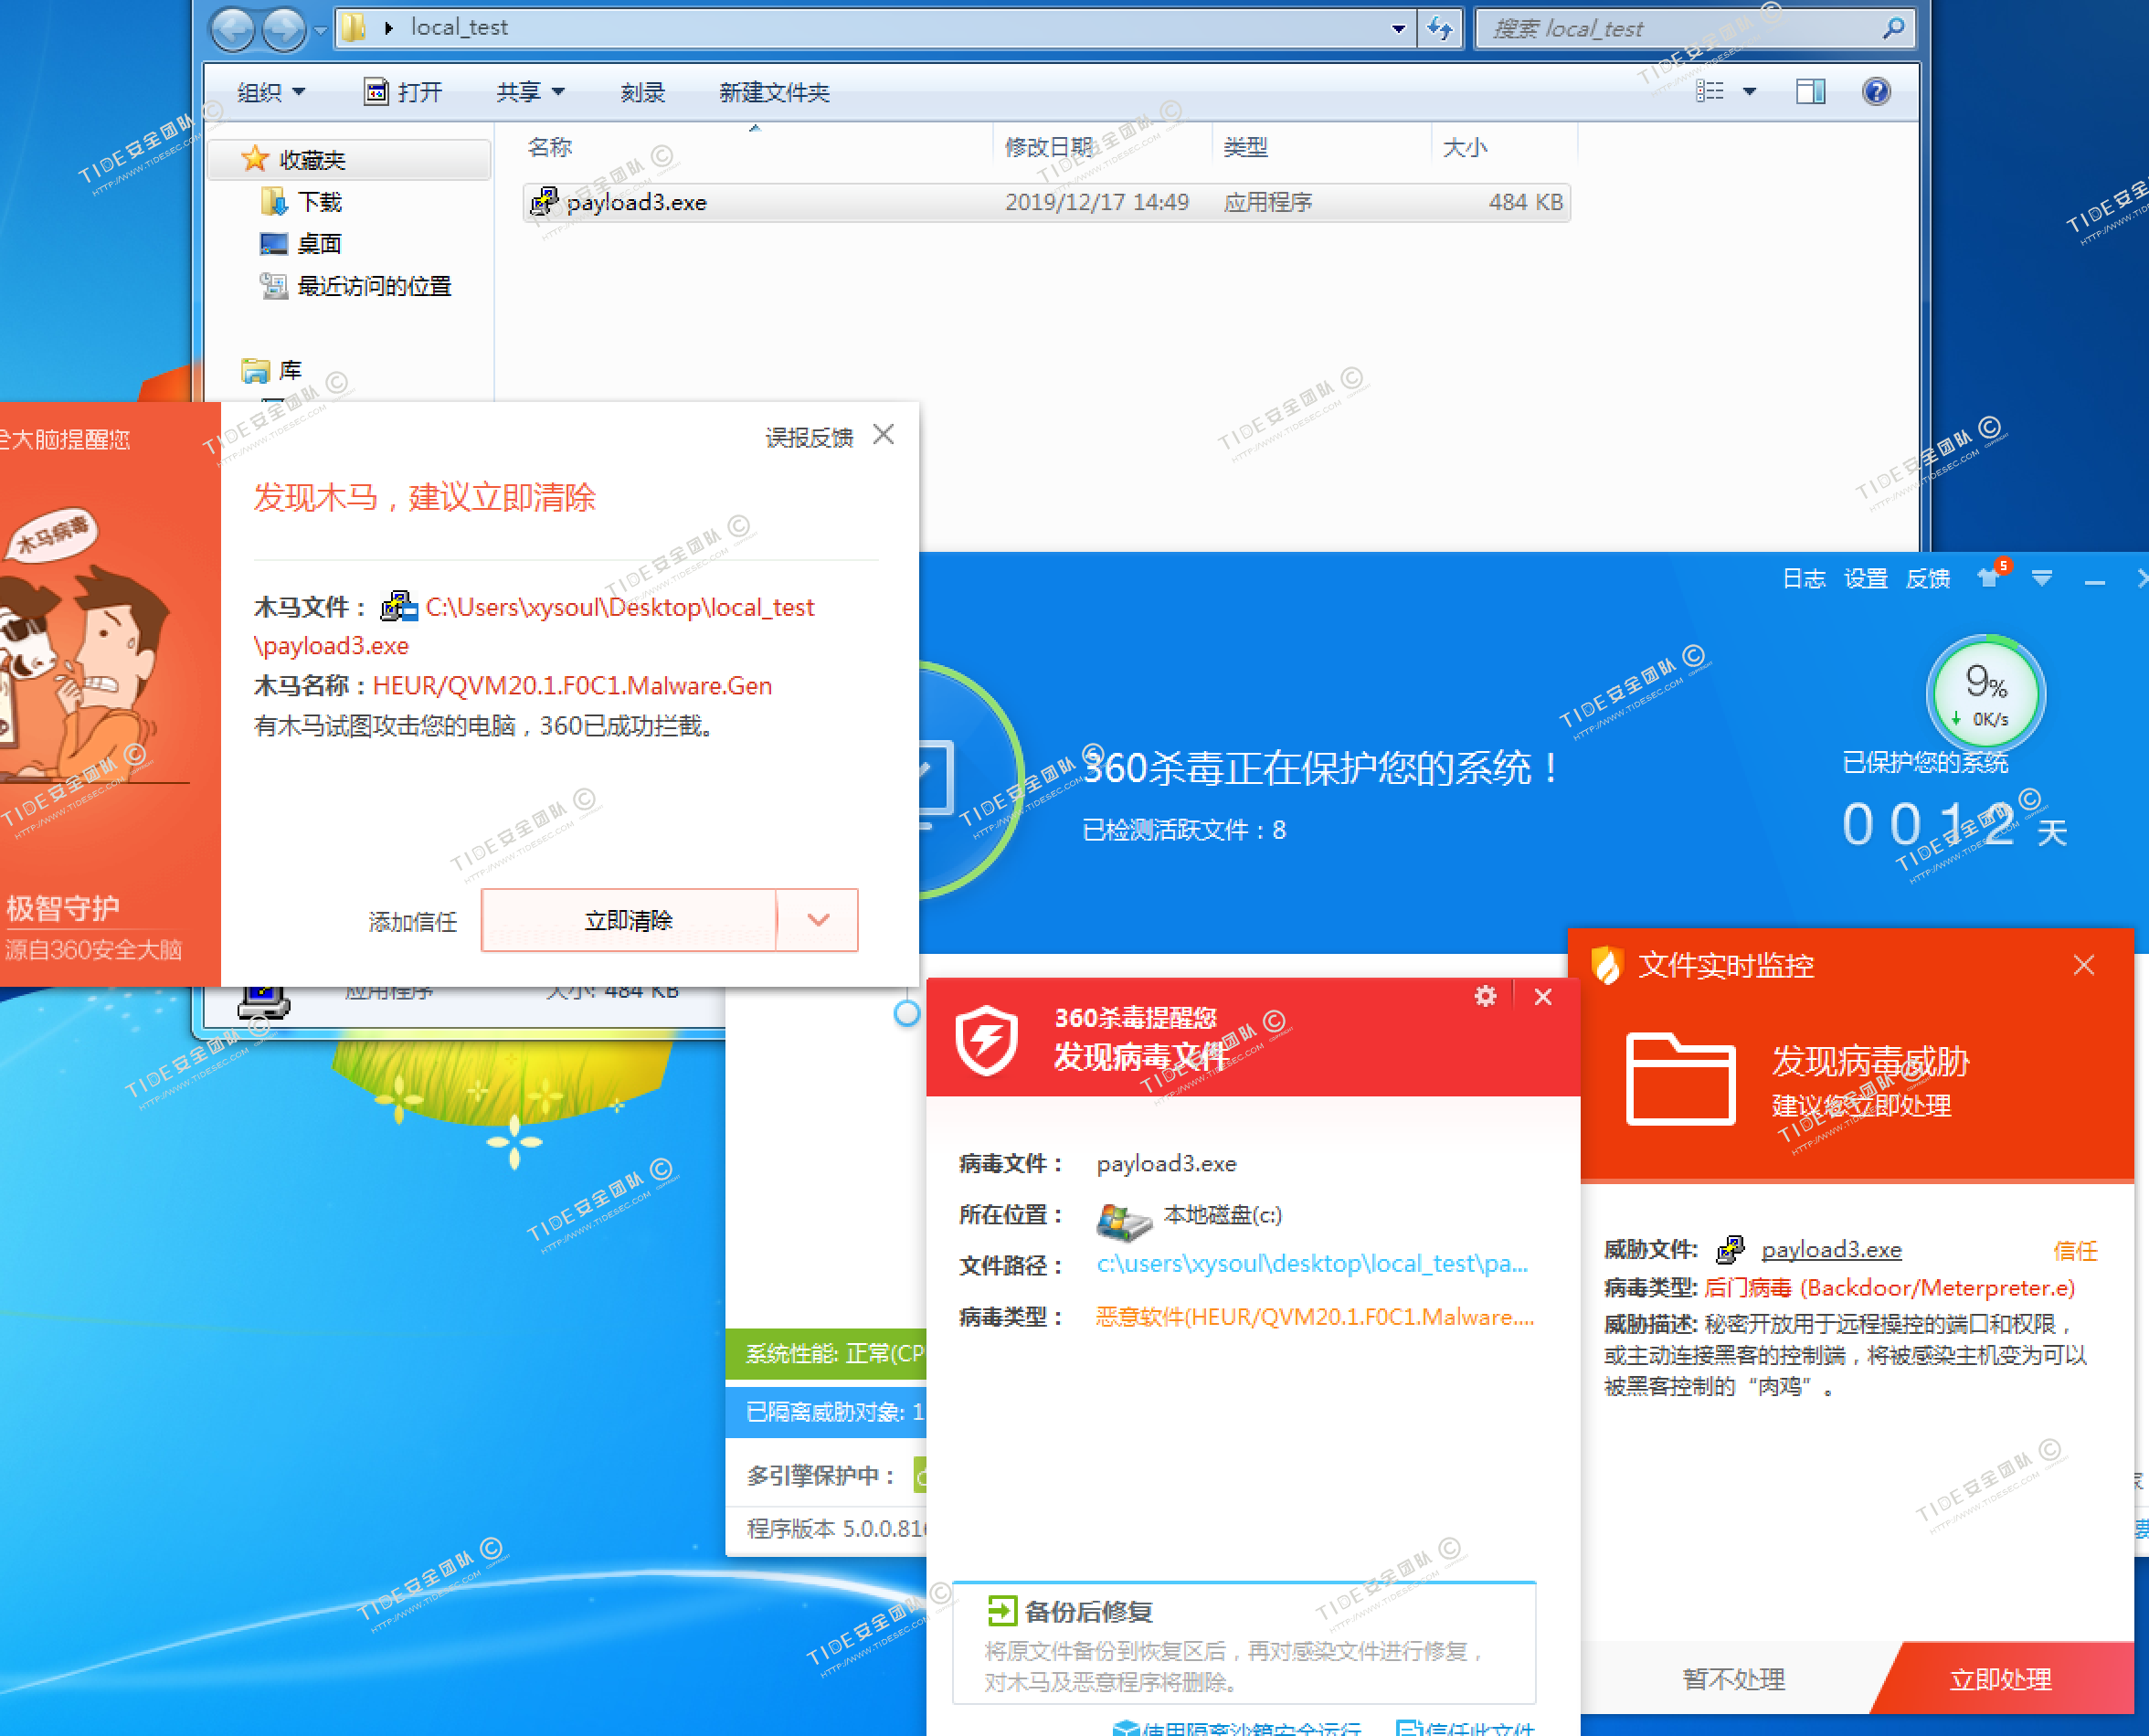 local_test
搜索 local_test
组织
打开
共享
刻录
新建文件夹
收藏夹
下载
桌面
最近访问的位置
库
名称
修改日期
类型
大小
payload3.exe
2019/12/17 14:49
应用程序
484 KB
全大脑提醒您
木马病毒
极智守护
源自360安全大脑
误报反馈
发现木马，建议立即清除
木马文件： C:\Users\xysoul\Desktop\local_test
\payload3.exe
木马名称：HEUR/QVM20.1.F0C1.Malware.Gen
有木马试图攻击您的电脑，360已成功拦截。
添加信任
立即清除
应用程序
大小: 484 KB
日志 设置 反馈
5
9%
0K/s
360杀毒正在保护您的系统！
已检测活跃文件：8
已保护您的系统
0012 天
系统性能: 正常(CP
已隔离威胁对象: 1
多引擎保护中：
程序版本 5.0.0.816
360杀毒提醒您
发现病毒文件
病毒文件： payload3.exe
所在位置： 本地磁盘(c:)
文件路径： c:\users\xysoul\desktop\local_test\pa...
病毒类型： 恶意软件(HEUR/QVM20.1.F0C1.Malware....
备份后修复
将原文件备份到恢复区后，再对感染文件进行修复，
对木马及恶意程序将删除。
使用隔离沙箱安全运行
信任此文件
文件实时监控
发现病毒威胁
建议您立即处理
威胁文件: payload3.exe 信任
病毒类型: 后门病毒 (Backdoor/Meterpreter.e)
威胁描述: 秘密开放用于远程操控的端口和权限，
或主动连接黑客的控制端，将被感染主机变为可以
被黑客控制的“肉鸡”。
暂不处理
立即处理
TIDE安全团队 ©
HTTP://WWW.TIDESEC.COM COPYRIGHT